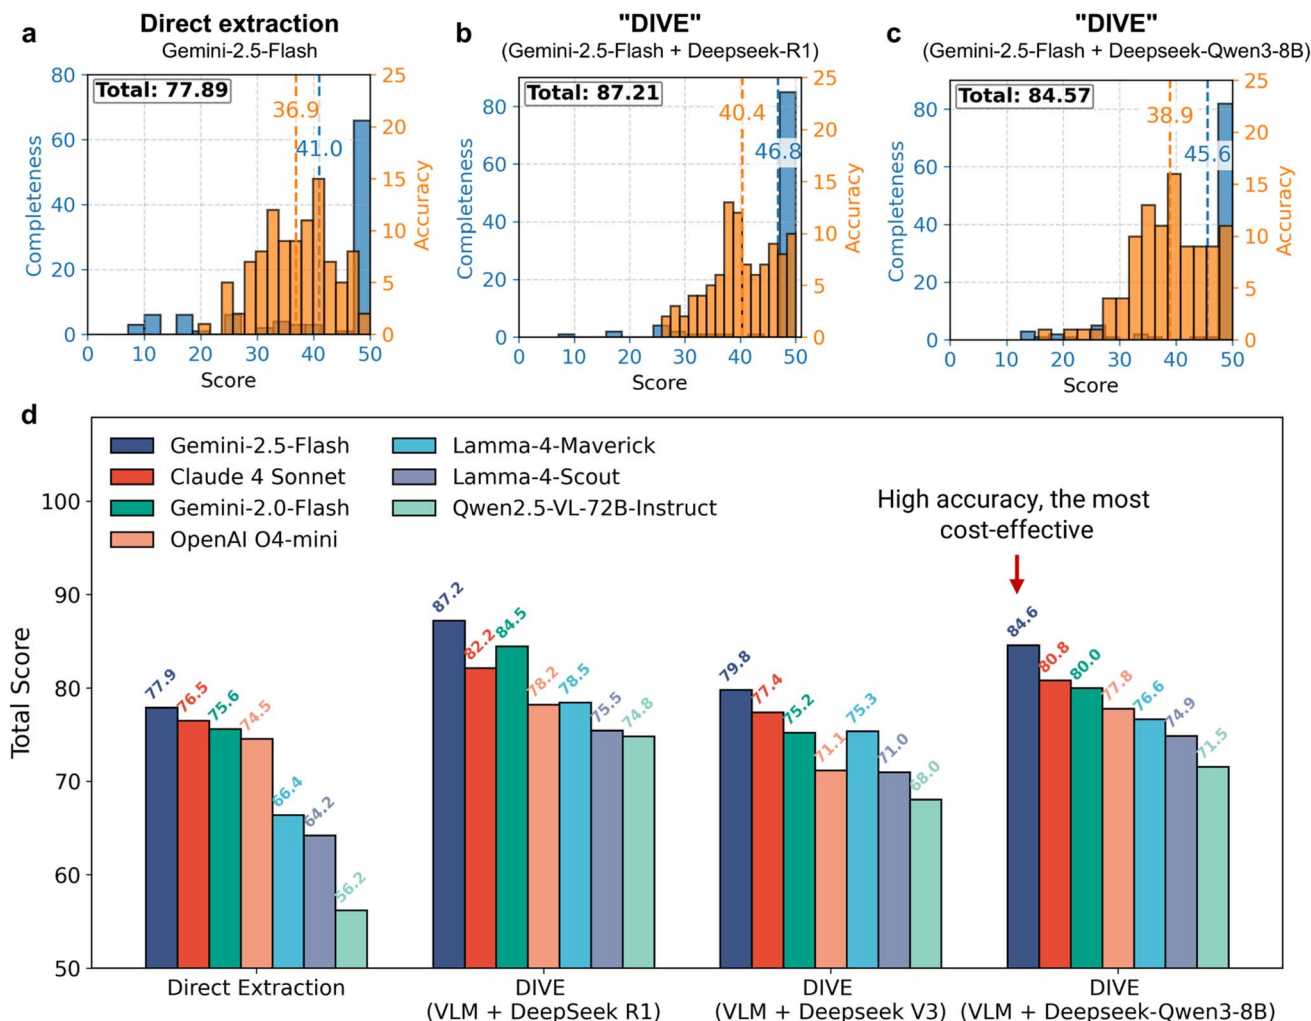 a
Direct extraction
Gemini-2.5-Flash
Total: 77.89
36.9
41.0
80
60
40
20
0
Completeness
25
20
15
10
5
0
Accuracy
0 10 20 30 40 50
Score
b
"DIVE"
(Gemini-2.5-Flash + Deepseek-R1)
Total: 87.21
40.4
46.8
80
60
40
20
0
Completeness
25
20
15
10
5
0
Accuracy
0 10 20 30 40 50
Score
c
"DIVE"
(Gemini-2.5-Flash + Deepseek-Qwen3-8B)
Total: 84.57
38.9
45.6
80
60
40
20
0
Completeness
25
20
15
10
5
0
Accuracy
0 10 20 30 40 50
Score
d
Gemini-2.5-Flash
Claude 4 Sonnet
Gemini-2.0-Flash
OpenAI O4-mini
Lamma-4-Maverick
Lamma-4-Scout
Qwen2.5-VL-72B-Instruct
High accuracy, the most
cost-effective
Total Score
100
90
80
70
60
50
77.9
76.5
75.6
74.5
66.4
64.2
56.2
87.2
82.2
84.5
78.2
78.5
75.5
74.8
79.8
77.4
75.2
71.1
75.3
71.0
68.0
84.6
80.8
80.0
77.8
76.6
74.9
71.5
Direct Extraction
DIVE
(VLM + DeepSeek R1)
DIVE
(VLM + Deepseek V3)
DIVE
(VLM + Deepseek-Qwen3-8B)